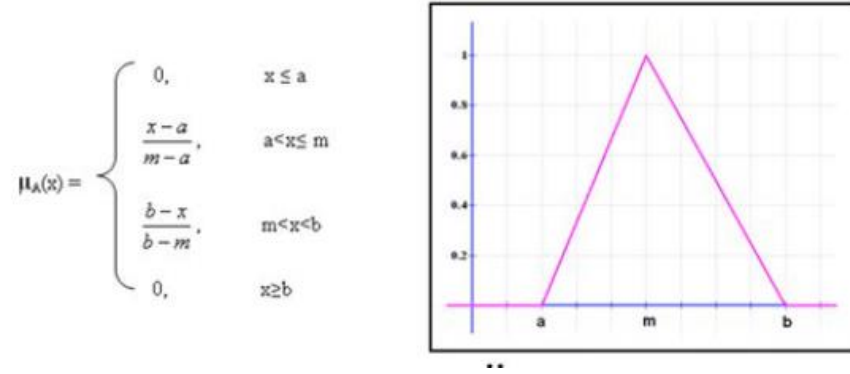 0, x ≤ a
x − a
m − a , a<x≤ m
μA(x) =
b − x
b − m , m<x<b
0, x≥b
1
0.8
0.6
0.4
0.2
a m b